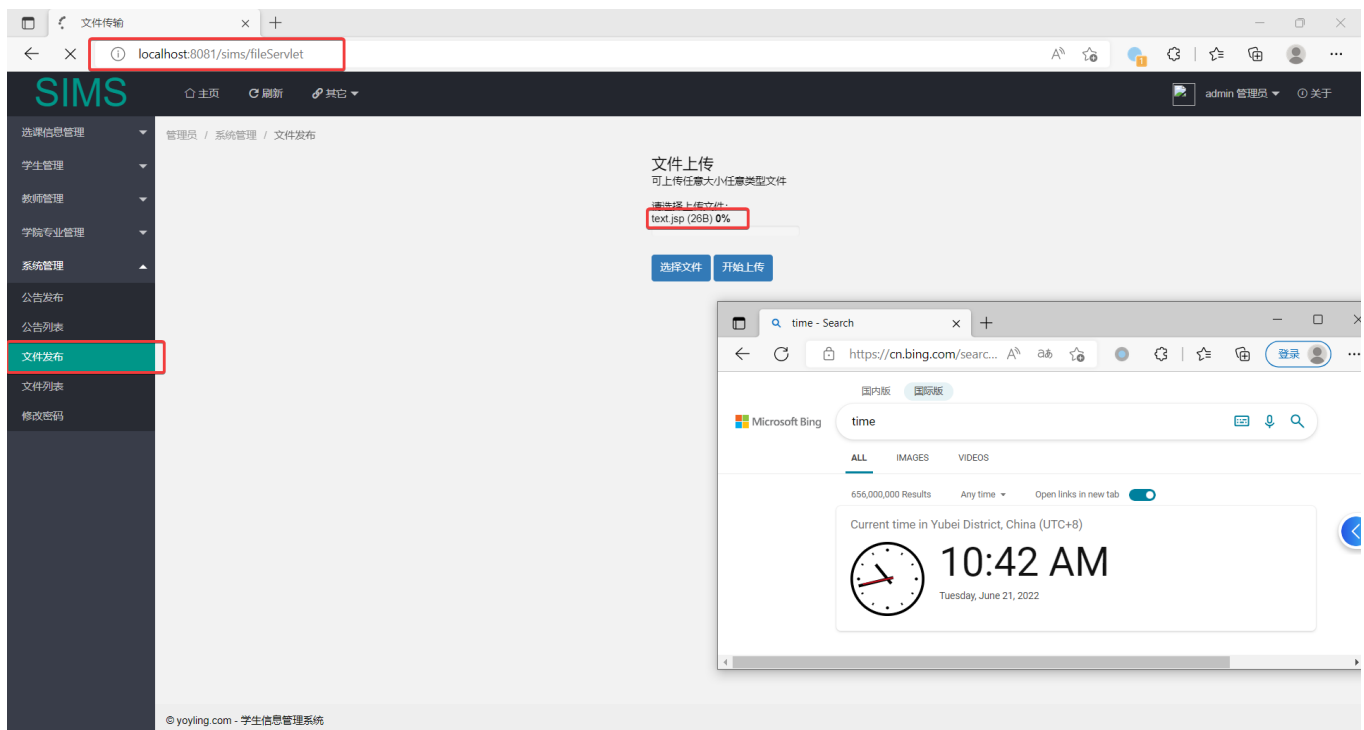 文件传输
localhost:8081/sims/fileServlet
SIMS
主页 刷新 其它
admin 管理员 关于
选课信息管理
学生管理
教师管理
学院专业管理
系统管理
公告发布
公告列表
文件发布
文件列表
修改密码
管理员 / 系统管理 / 文件发布
文件上传
可上传任意大小任意类型文件
请选择上传文件:
text.jsp (26B) 0%
选择文件 开始上传
time - Search
https://cn.bing.com/searc...
登录
国内版 国际版
Microsoft Bing
time
ALL IMAGES VIDEOS
656,000,000 Results Any time Open links in new tab
Current time in Yubei District, China (UTC+8)
10:42 AM
Tuesday, June 21, 2022
© yoyling.com - 学生信息管理系统